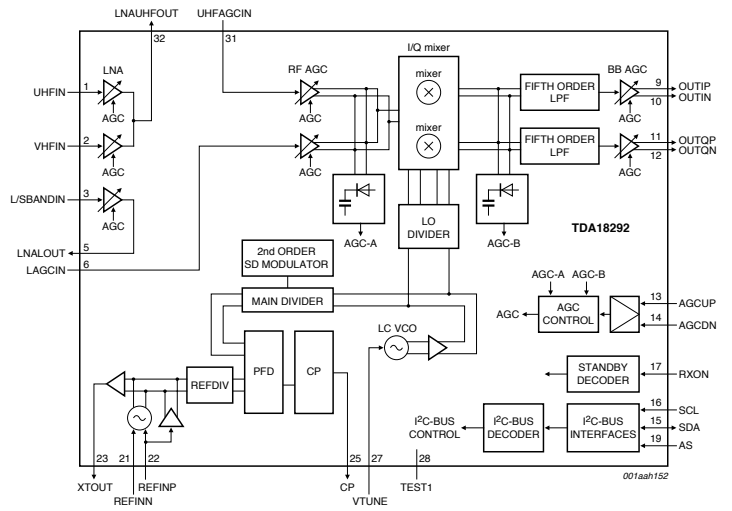 LNAUHFOUT
UHFAGCIN
32
31
I/Q mixer
LNA
RF AGC
mixer
BB AGC
UHFIN
1
AGC
AGC
FIFTH ORDER
LPF
AGC
9
OUTIP
10
OUTIN
VHFIN
2
AGC
AGC
mixer
FIFTH ORDER
LPF
BB AGC
11
OUTQP
12
OUTQN
L/SBANDIN
3
AGC
LNALOUT
5
LAGCIN
6
AGC-A
LO
DIVIDER
AGC-B
TDA18292
2nd ORDER
SD MODULATOR
MAIN DIVIDER
AGC-A
AGC-B
AGC
AGC
CONTROL
13
AGCUP
14
AGCDN
LC VCO
REFDIV
PFD
CP
STANDBY
DECODER
17
RXON
I²C-BUS
CONTROL
I²C-BUS
DECODER
I²C-BUS
INTERFACES
16
SCL
15
SDA
19
AS
23
21
22
25
27
28
001aah152
XTOUT
REFINP
REFINN
CP
VTUNE
TEST1